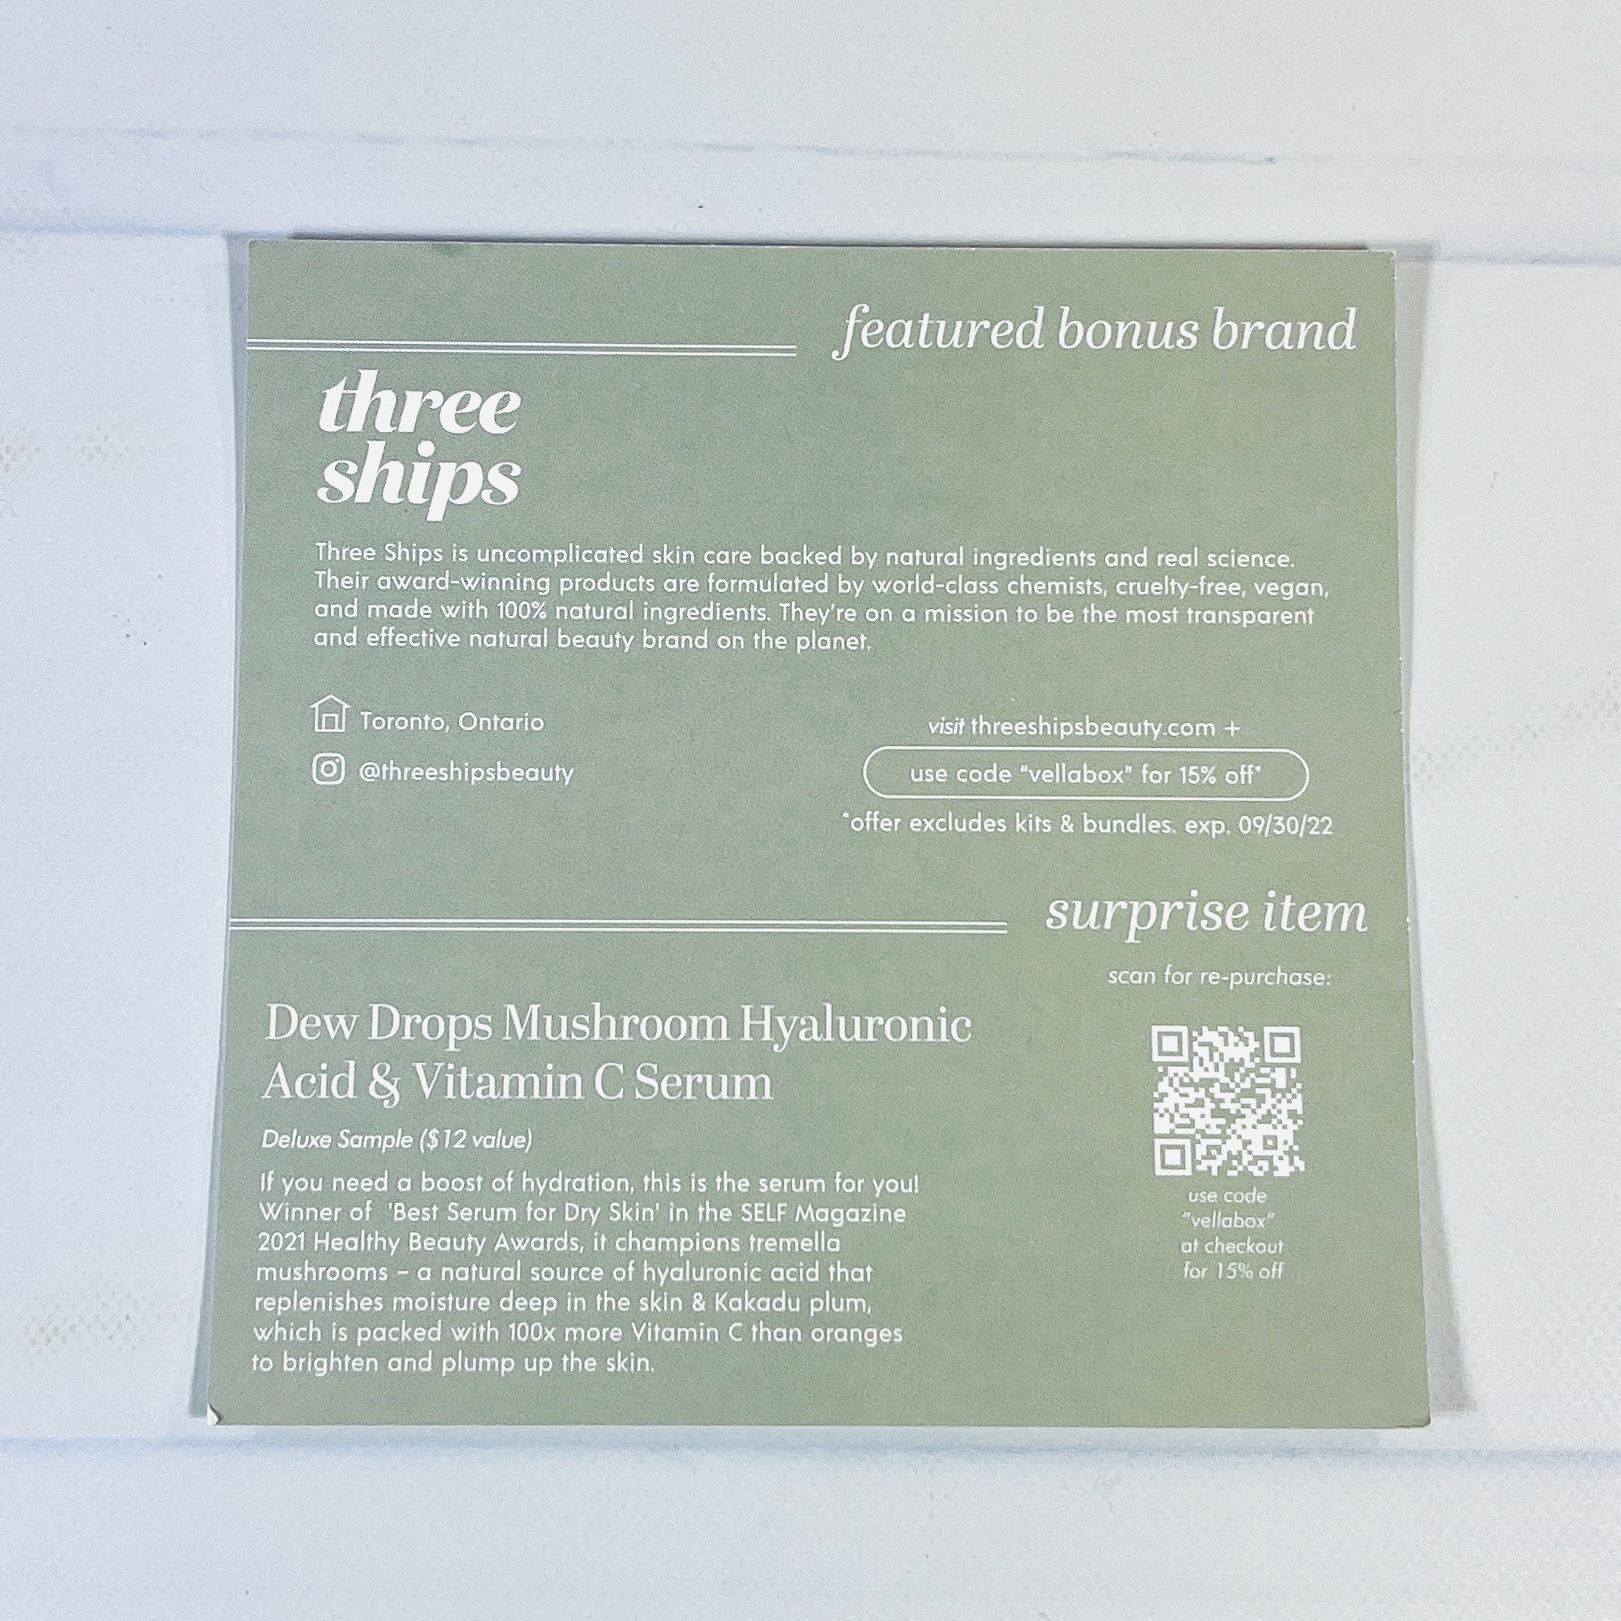 featured bonus brand
three
ships
Three Ships is uncomplicated skin care backed by natural ingredients and real science.
Their award-winning products are formulated by world-class chemists, cruelty-free, vegan,
and made with 100% natural ingredients. They're on a mission to be the most transparent
and effective natural beauty brand on the planet.
Toronto, Ontario
@threeshipsbeauty
visit threeshipsbeauty.com +
use code "vellabox" for 15% off*
*offer excludes kits & bundles. exp. 09/30/22
surprise item
scan for re-purchase:
Dew Drops Mushroom Hyaluronic
Acid & Vitamin C Serum
Deluxe Sample ($12 value)
If you need a boost of hydration, this is the serum for you!
Winner of 'Best Serum for Dry Skin' in the SELF Magazine
2021 Healthy Beauty Awards, it champions tremella
mushrooms – a natural source of hyaluronic acid that
replenishes moisture deep in the skin & Kakadu plum,
which is packed with 100x more Vitamin C than oranges
to brighten and plump up the skin.
use code
"vellabox"
at checkout
for 15% off